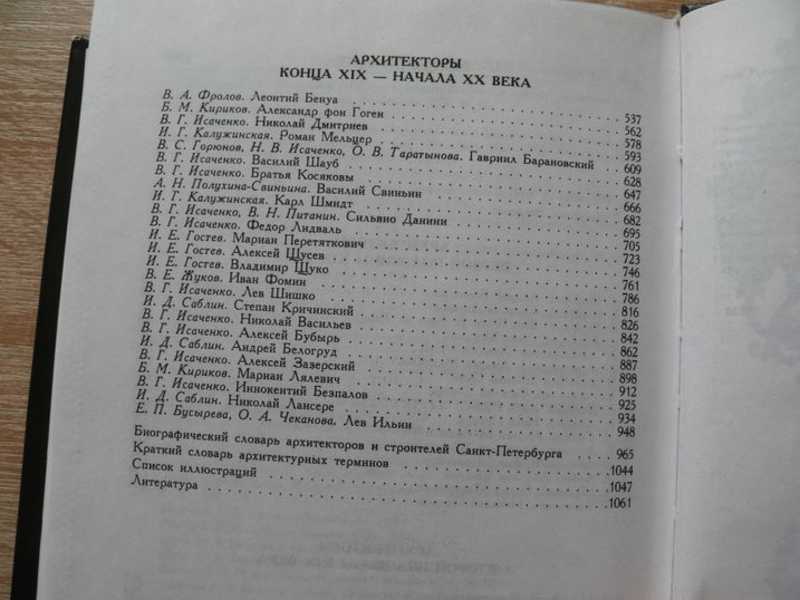 АРХИТЕКТОРЫ
КОНЦА XIX — НАЧАЛА XX ВЕКА
В. А. Фролов. Леонтий Бенуа . . . 537
Б. М. Кириков. Александр фон Гоген . . . 562
В. Г. Исаченко. Николай Дмитриев . . . 578
И. Г. Калужинская. Роман Мельцер . . . 593
В. С. Горюнов, Н. В. Исаченко, О. В. Таратынова. Гавриил Барановский . . . 609
В. Г. Исаченко. Василий Шауб . . . 628
В. Г. Исаченко. Братья Косяковы . . . 647
А. Н. Полухина-Свиньина. Василий Свиньин . . . 666
И. Г. Калужинская. Карл Шмидт . . . 682
В. Г. Исаченко, В. Н. Питанин. Сильвио Данини . . . 695
В. Г. Исаченко. Федор Лидваль . . . 705
И. Е. Гостев. Мариан Перетяткович . . . 723
И. Е. Гостев. Алексей Щусев . . . 746
И. Е. Гостев. Владимир Щуко . . . 761
В. Е. Жуков. Иван Фомин . . . 786
В. Г. Исаченко. Лев Шишко . . . 816
И. Д. Саблин. Степан Кричинский . . . 826
В. Г. Исаченко. Николай Васильев . . . 842
В. Г. Исаченко. Алексей Бубырь . . . 862
И. Д. Саблин. Андрей Белогруд . . . 887
В. Г. Исаченко. Алексей Зазерский . . . 898
Б. М. Кириков. Мариан Лялевич . . . 912
В. Г. Исаченко. Иннокентий Безпалов . . . 925
И. Д. Саблин. Николай Лансере . . . 934
Е. П. Бусырева, О. А. Чеканова. Лев Ильин . . . 948
Биографический словарь архитекторов и строителей Санкт-Петербурга . . . 965
Краткий словарь архитектурных терминов . . . 1044
Список иллюстраций . . . 1047
Литература . . . 1061